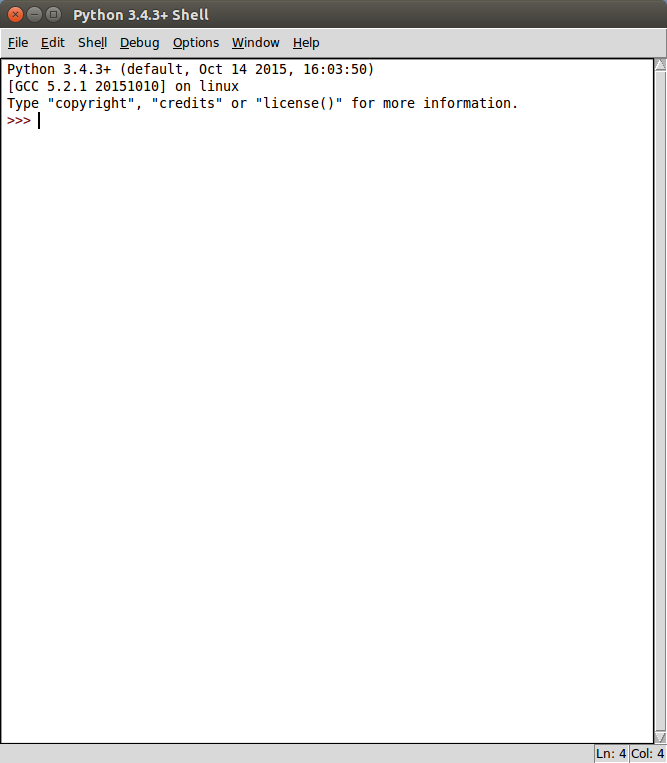 Python 3.4.3+ Shell
File Edit Shell Debug Options Window Help
Python 3.4.3+ (default, Oct 14 2015, 16:03:50)
[GCC 5.2.1 20151010] on linux
Type "copyright", "credits" or "license()" for more information.
>>>
Ln: 4 Col: 4